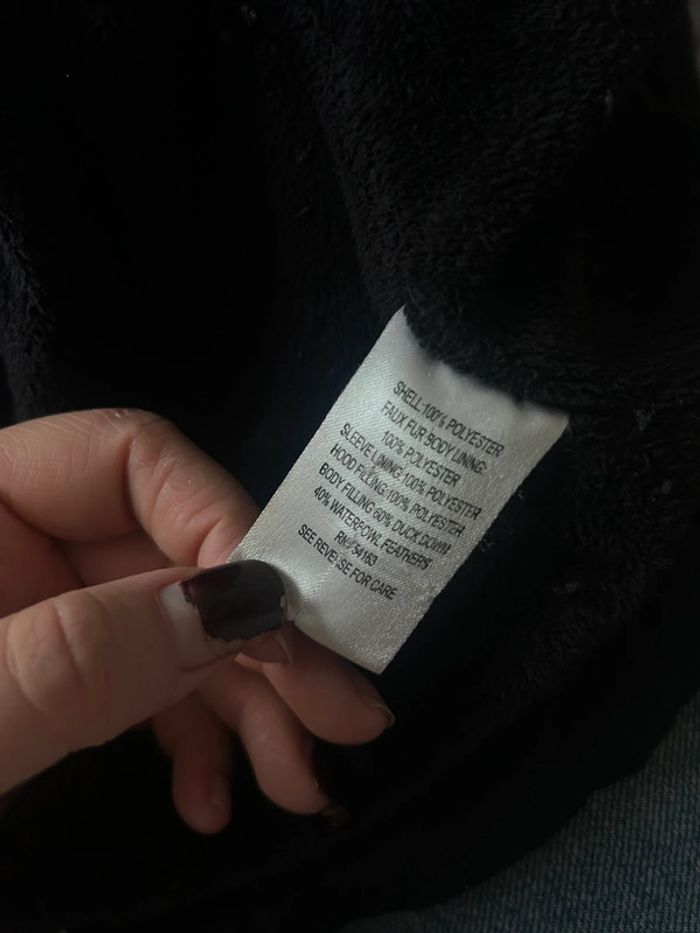 SHELL:100% POLYESTER
FAUX FUR BODY LINING:
100% POLYESTER
SLEEVE LINING:100% POLYESTER
HOOD FILLING:100% POLYESTER
BODY FILLING 60% DUCK DOWN
40% WATERFOWL FEATHERS
RN: 54163
SEE REVERSE FOR CARE